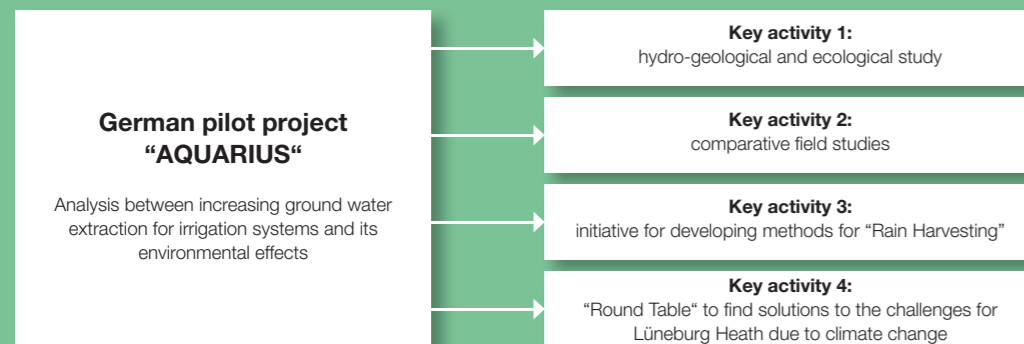 German pilot project
“AQUARIUS“
Analysis between increasing ground water
extraction for irrigation systems and its
environmental effects
Key activity 1:
hydro-geological and ecological study
Key activity 2:
comparative field studies
Key activity 3:
initiative for developing methods for “Rain Harvesting”
Key activity 4:
“Round Table“ to find solutions to the challenges for
Lüneburg Heath due to climate change